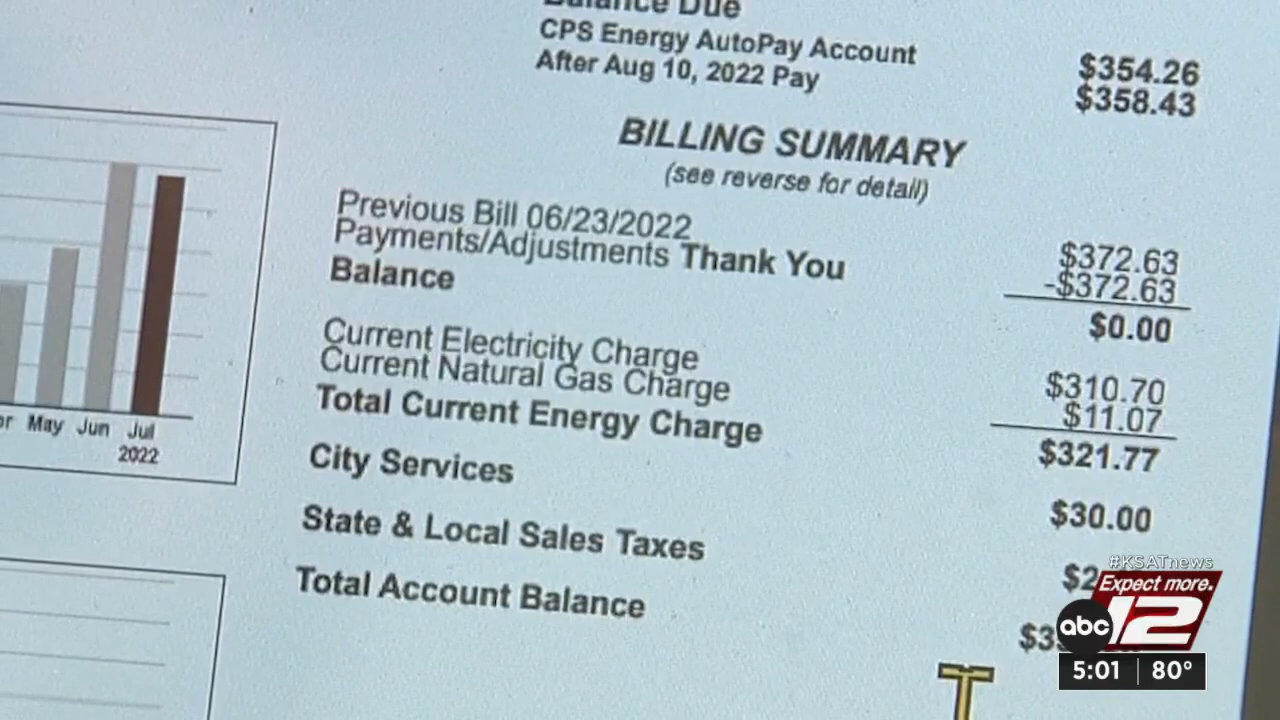 Balance Due
CPS Energy AutoPay Account $354.26
After Aug 10, 2022 Pay $358.43
BILLING SUMMARY
(see reverse for detail)
Previous Bill 06/23/2022 $372.63
Payments/Adjustments Thank You -$372.63
Balance $0.00
Current Electricity Charge $310.70
Current Natural Gas Charge $11.07
Total Current Energy Charge $321.77
City Services $30.00
State & Local Sales Taxes
Total Account Balance
May Jun Jul
2022
#KSATnews
Expect more.
abc 12
5:01 80°